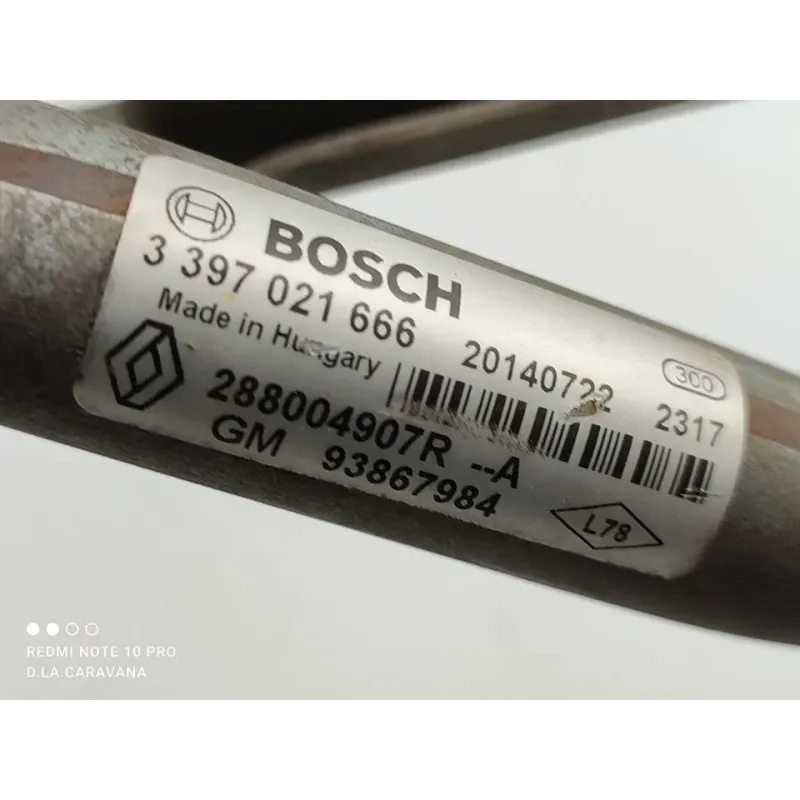 BOSCH
3 397 021 666
Made in Hungary
20140722
300
2317
288004907R --A
GM 93867984
L78
REDMI NOTE 10 PRO
D.LA.CARAVANA